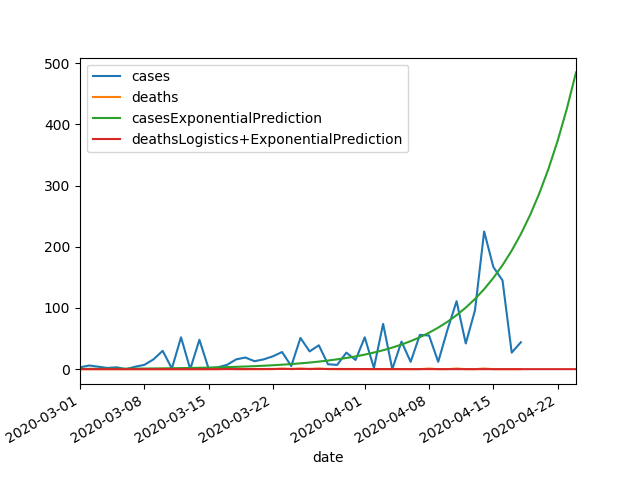 500
400
300
200
100
0
cases
deaths
casesExponentialPrediction
deathsLogistics+ExponentialPrediction
2020-03-01
2020-03-08
2020-03-15
2020-03-22
2020-04-01
2020-04-08
2020-04-15
2020-04-22
date